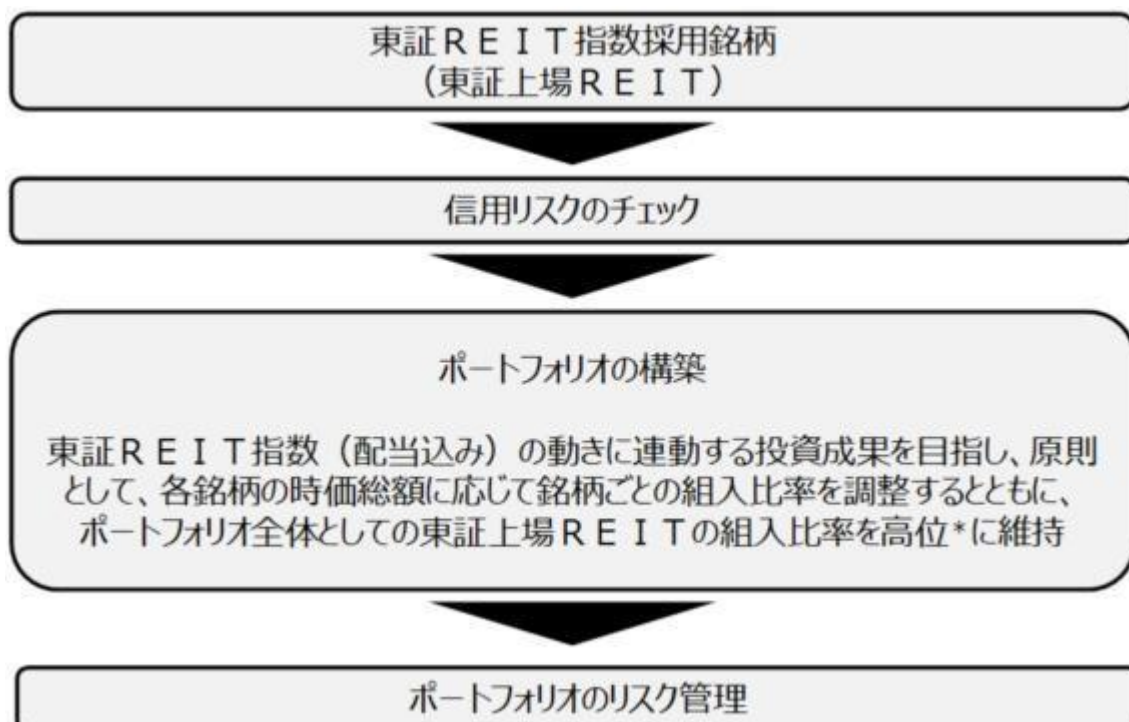 東証ＲＥＩＴ指数採用銘柄
（東証上場ＲＥＩＴ）
信用リスクのチェック
ポートフォリオの構築
東証ＲＥＩＴ指数（配当込み）の動きに連動する投資成果を目指し、原則
として、各銘柄の時価総額に応じて銘柄ごとの組入比率を調整するとともに、
ポートフォリオ全体としての東証上場ＲＥＩＴの組入比率を高位*に維持
ポートフォリオのリスク管理